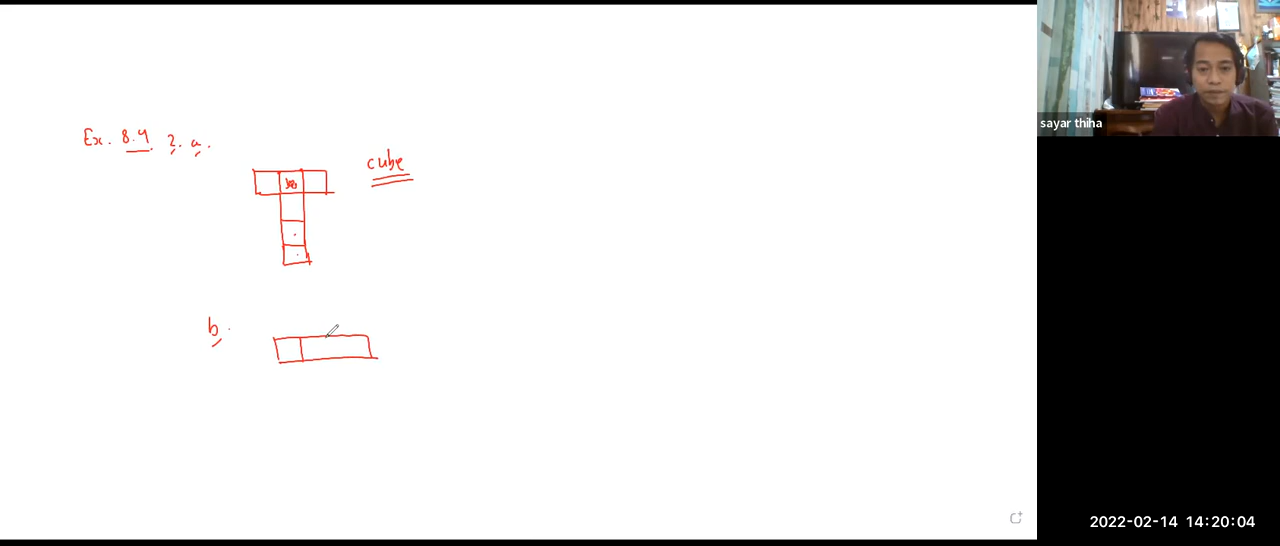 Ex. 8.4 2. a.
cube
b.
sayar thiha
2022-02-14 14:20:04